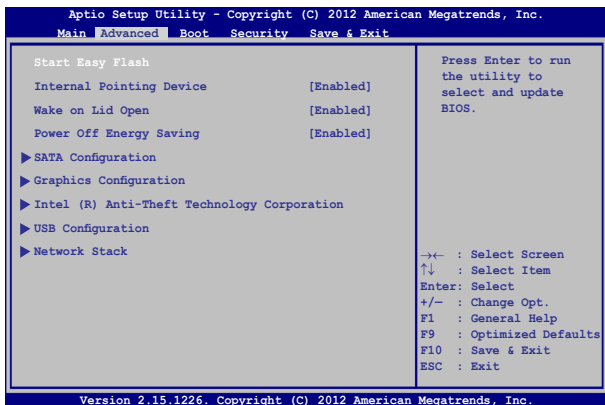 Aptio Setup Utility - Copyright (C) 2012 American Megatrends, Inc.
Main Advanced Boot Security Save & Exit
Start Easy Flash
Internal Pointing Device [Enabled]
Wake on Lid Open [Enabled]
Power Off Energy Saving [Enabled]
SATA Configuration
Graphics Configuration
Intel (R) Anti-Theft Technology Corporation
USB Configuration
Network Stack
Press Enter to run
the utility to
select and update
BIOS.
→← : Select Screen
↑↓ : Select Item
Enter: Select
+/— : Change Opt.
F1 : General Help
F9 : Optimized Defaults
F10 : Save & Exit
ESC : Exit
Version 2.15.1226. Copyright (C) 2012 American Megatrends, Inc.